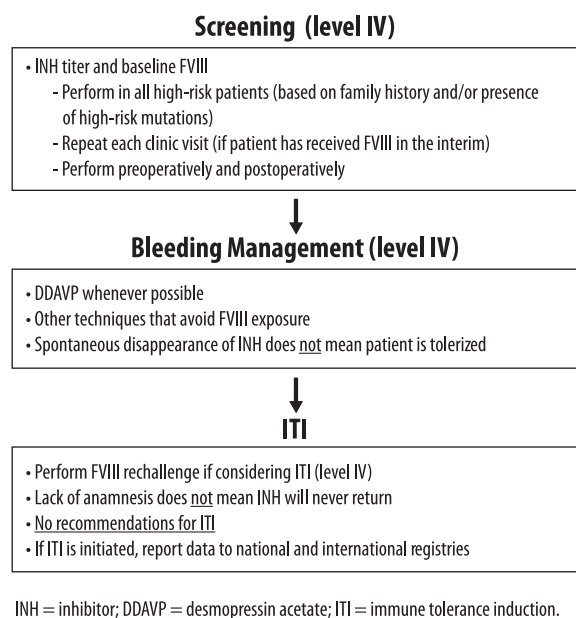 Screening (level IV)
• INH titer and baseline FVIII
- Perform in all high-risk patients (based on family history and/or presence
of high-risk mutations)
- Repeat each clinic visit (if patient has received FVIII in the interim)
- Perform preoperatively and postoperatively
Bleeding Management (level IV)
• DDAVP whenever possible
• Other techniques that avoid FVIII exposure
• Spontaneous disappearance of INH does not mean patient is tolerized
ITI
• Perform FVIII rechallenge if considering ITI (level IV)
• Lack of anamnesis does not mean INH will never return
• No recommendations for ITI
• If ITI is initiated, report data to national and international registries
INH = inhibitor; DDAVP = desmopressin acetate; ITI = immune tolerance induction.